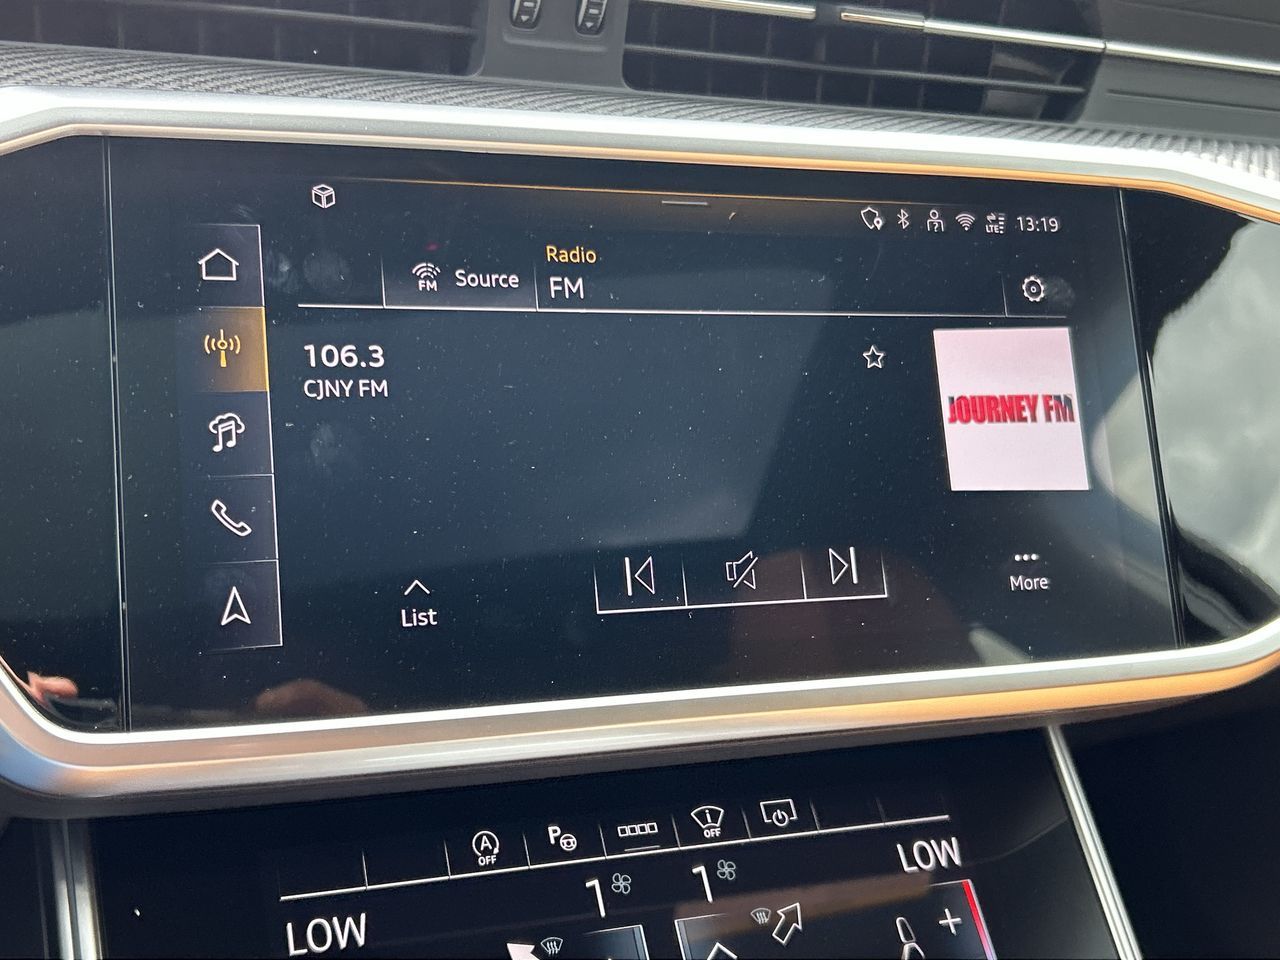 LTE
13:19
Radio
FM
Source
FM
106.3
CJNY FM
JOURNEY FM
List
More
A
OFF
P
i
OFF
1
1
LOW
LOW
+